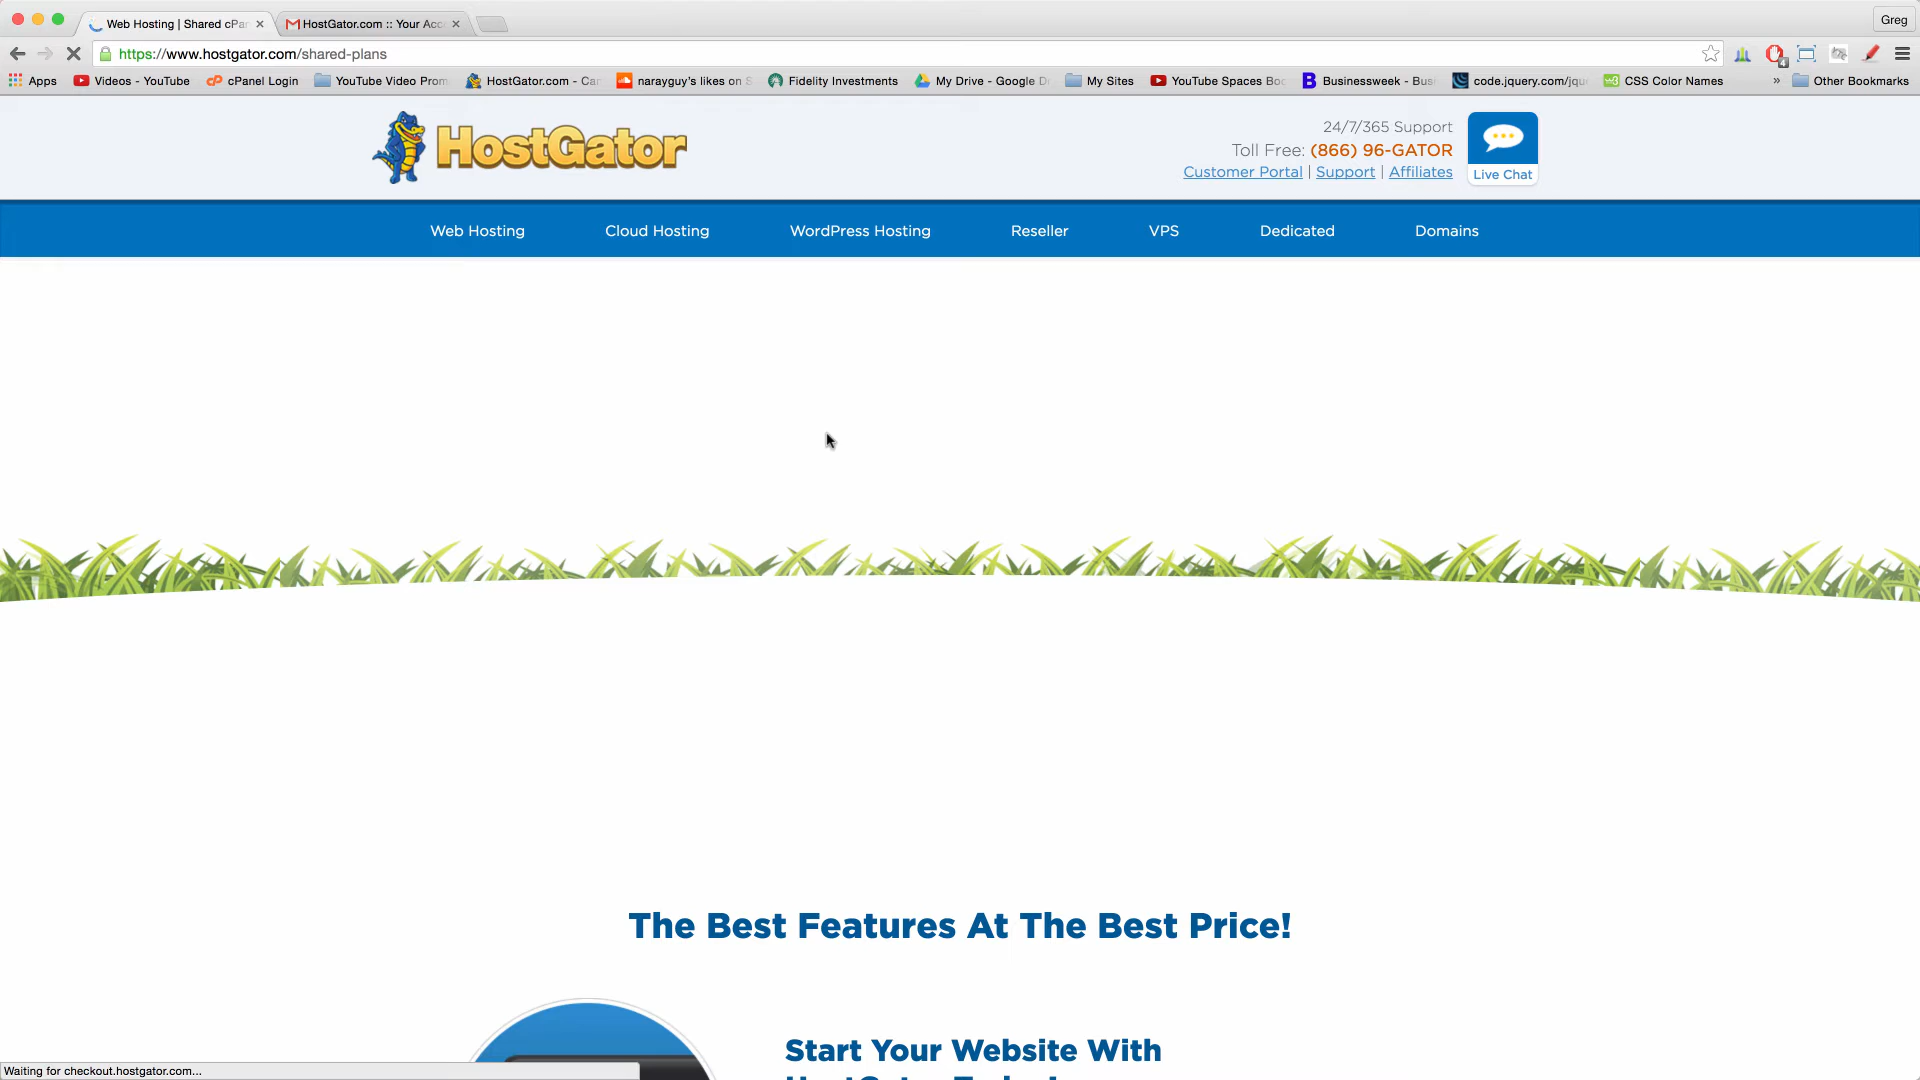 Web Hosting | Shared cPa
HostGator.com :: Your Acc
Greg
https://www.hostgator.com/shared-plans
4
Apps
Videos - YouTube
cPanel Login
YouTube Video Prom
HostGator.com - Ca
narayguy's likes on S
Fidelity Investments
My Drive - Google D
My Sites
YouTube Spaces Boo
B
Businessweek - Bus
code.jquery.com/jqu
CSS Color Names
»
Other Bookmarks
HostGator
24/7/365 Support
Toll Free: (866) 96-GATOR
Customer Portal | Support | Affiliates
Live Chat
Web Hosting
Cloud Hosting
WordPress Hosting
Reseller
VPS
Dedicated
Domains
The Best Features At The Best Price!
Start Your Website With
Waiting for checkout.hostgator.com...